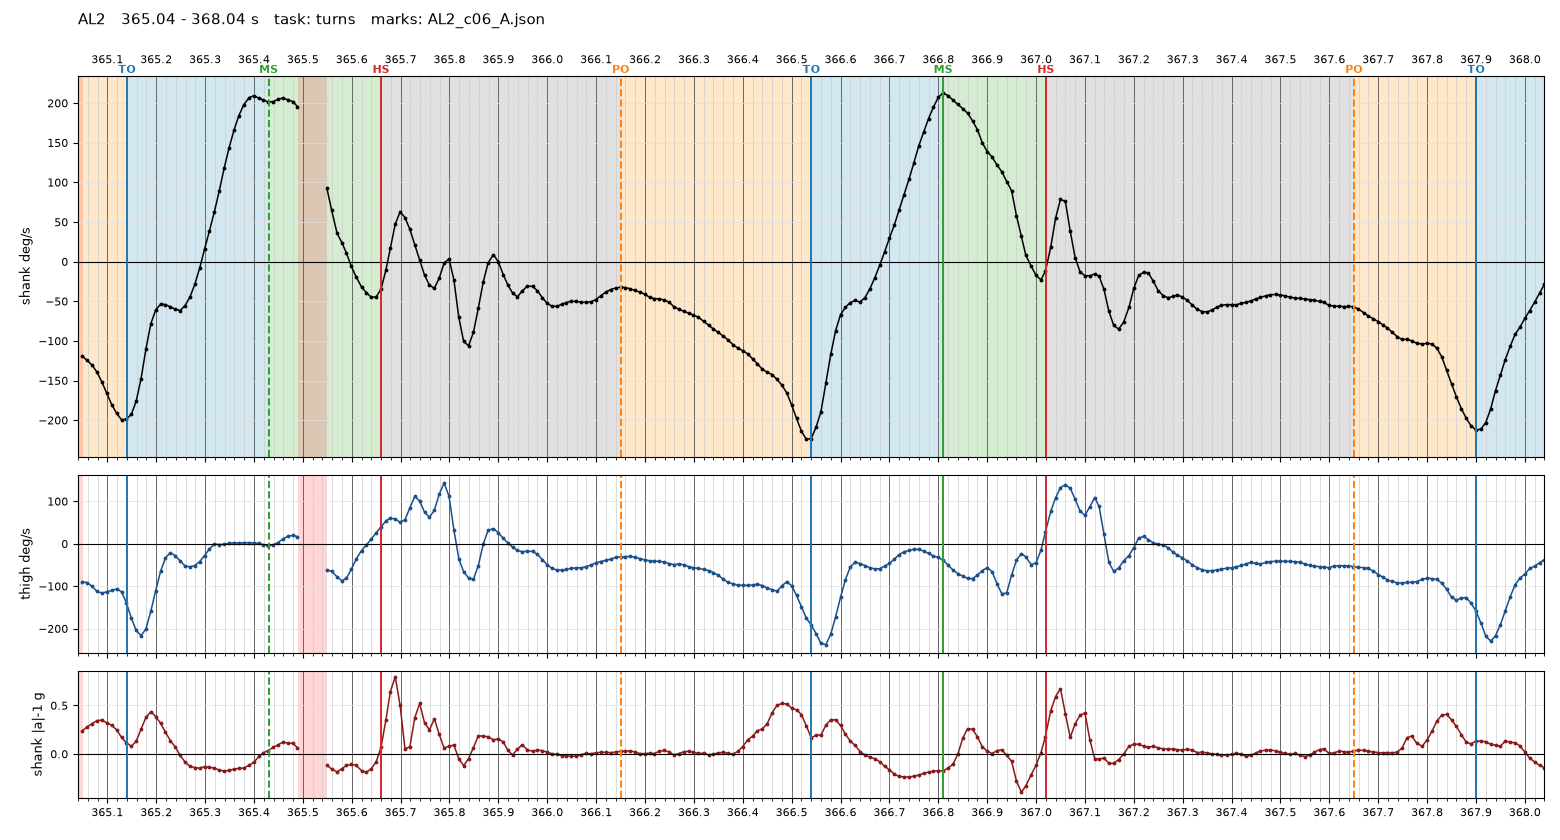 AL2   365.04 - 368.04 s   task: turns   marks: AL2_c06_A.json
365.1 365.2 365.3 365.4 365.5 365.6 365.7 365.8 365.9 366.0 366.1 366.2 366.3 366.4 366.5 366.6 366.7 366.8 366.9 367.0 367.1 367.2 367.3 367.4 367.5 367.6 367.7 367.8 367.9 368.0
TO MS HS PO TO MS HS PO TO
shank deg/s
200
150
100
50
0
−50
−100
−150
−200
thigh deg/s
100
0
−100
−200
shank |a|-1 g
0.5
0.0
365.1 365.2 365.3 365.4 365.5 365.6 365.7 365.8 365.9 366.0 366.1 366.2 366.3 366.4 366.5 366.6 366.7 366.8 366.9 367.0 367.1 367.2 367.3 367.4 367.5 367.6 367.7 367.8 367.9 368.0